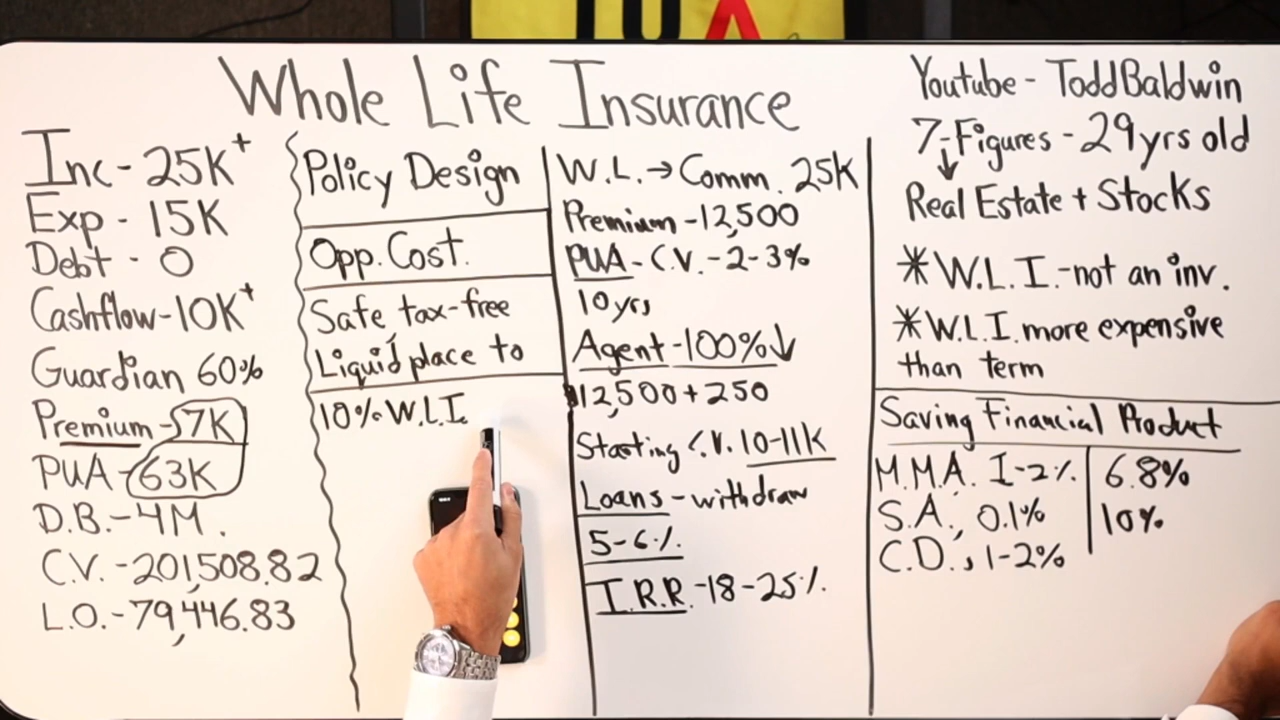 Whole Life Insurance
Inc - 25K+
Exp - 15K
Debt - 0
Cashflow - 10K+
Guardian 60%
Premium - 7K
PUA - 63K
D.B. - 4M.
C.V. - 201,508.82
L.O. - 79,446.83
Policy Design
Opp. Cost.
Safe, tax-free
Liquid place to
10% W.L.I.
W.L. → Comm. 25K
Premium - 12,500
PUA - C.V. - 2-3%
10yrs
Agent - 100%↓
12,500 + 250
Starting C.V. 10-11K
Loans - withdraw
5-6%
I.R.R. - 18-25%
Youtube - ToddBaldwin
7-Figures - 29yrs old
↓
Real Estate + Stocks
*W.L.I. - not an inv.
*W.L.I. more expensive
than term
Saving Financial Product
M.M.A. 1-2% 6.8%
S.A., 0.1% 10%
C.D., 1-2%